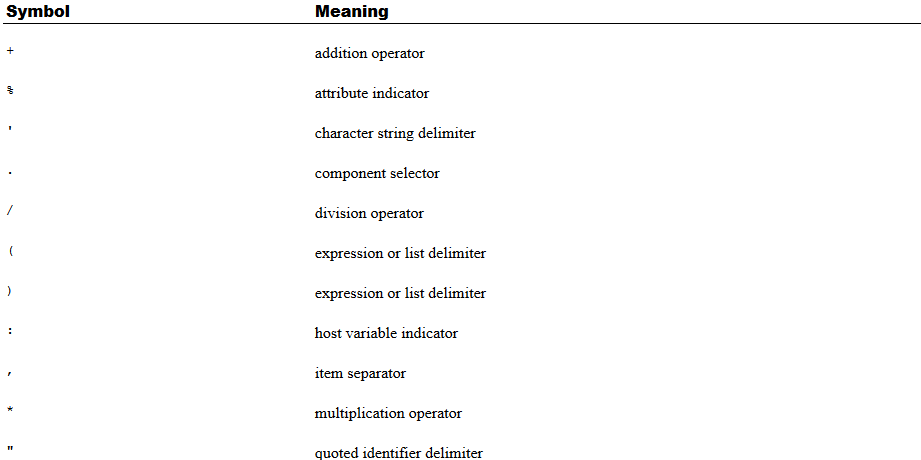 Symbol Meaning
+ addition operator
% attribute indicator
' character string delimiter
. component selector
/ division operator
( expression or list delimiter
) expression or list delimiter
: host variable indicator
, item separator
* multiplication operator
" quoted identifier delimiter